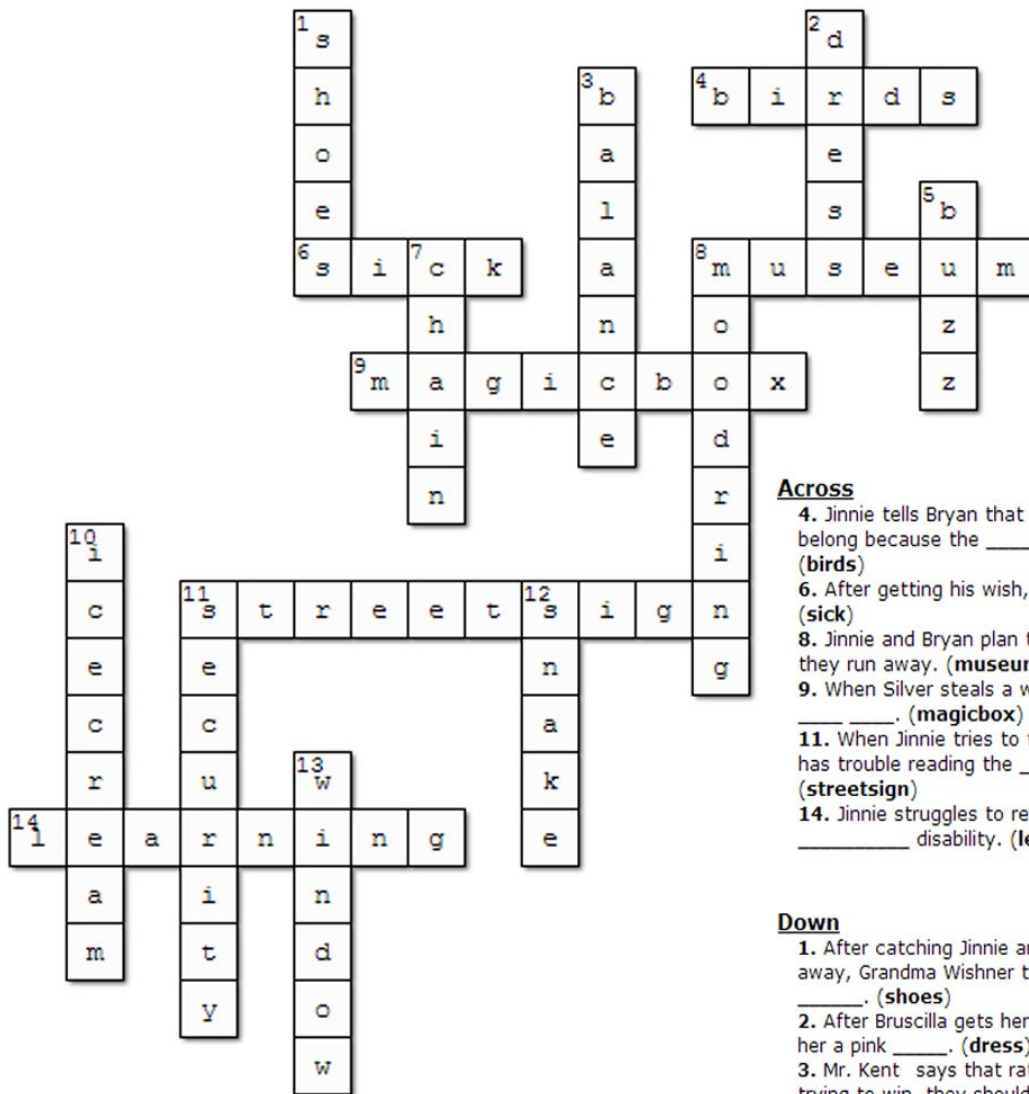 1 s 2 d
h 3 b 4 b i r d s
o a e
e l s 5 b
6 s i 7 c k a 8 m u s e u m
h n o z
9 m a g i c b o x z
i e d
n r
10 i i
c 11 s t r e e t 12 s i g n
e e n g
c c a
r u 13 w k
14 l e a r n i n g e
a i n
m t d
y o
w
Across
4. Jinnie tells Bryan that
belong because the _____
(birds)
6. After getting his wish,
(sick)
8. Jinnie and Bryan plan
they run away.
9. When Silver steals a
____ ____. (magicbox)
11. When Jinnie tries to
has trouble reading the _
(streetsign)
14. Jinnie struggles to
__________ disability.
Down
1. After catching Jinnie
away, Grandma Wishner
______. (shoes)
2. After Bruscilla gets her
her a pink _____. (dress)
3. Mr. Kent says that
trying to win, they should